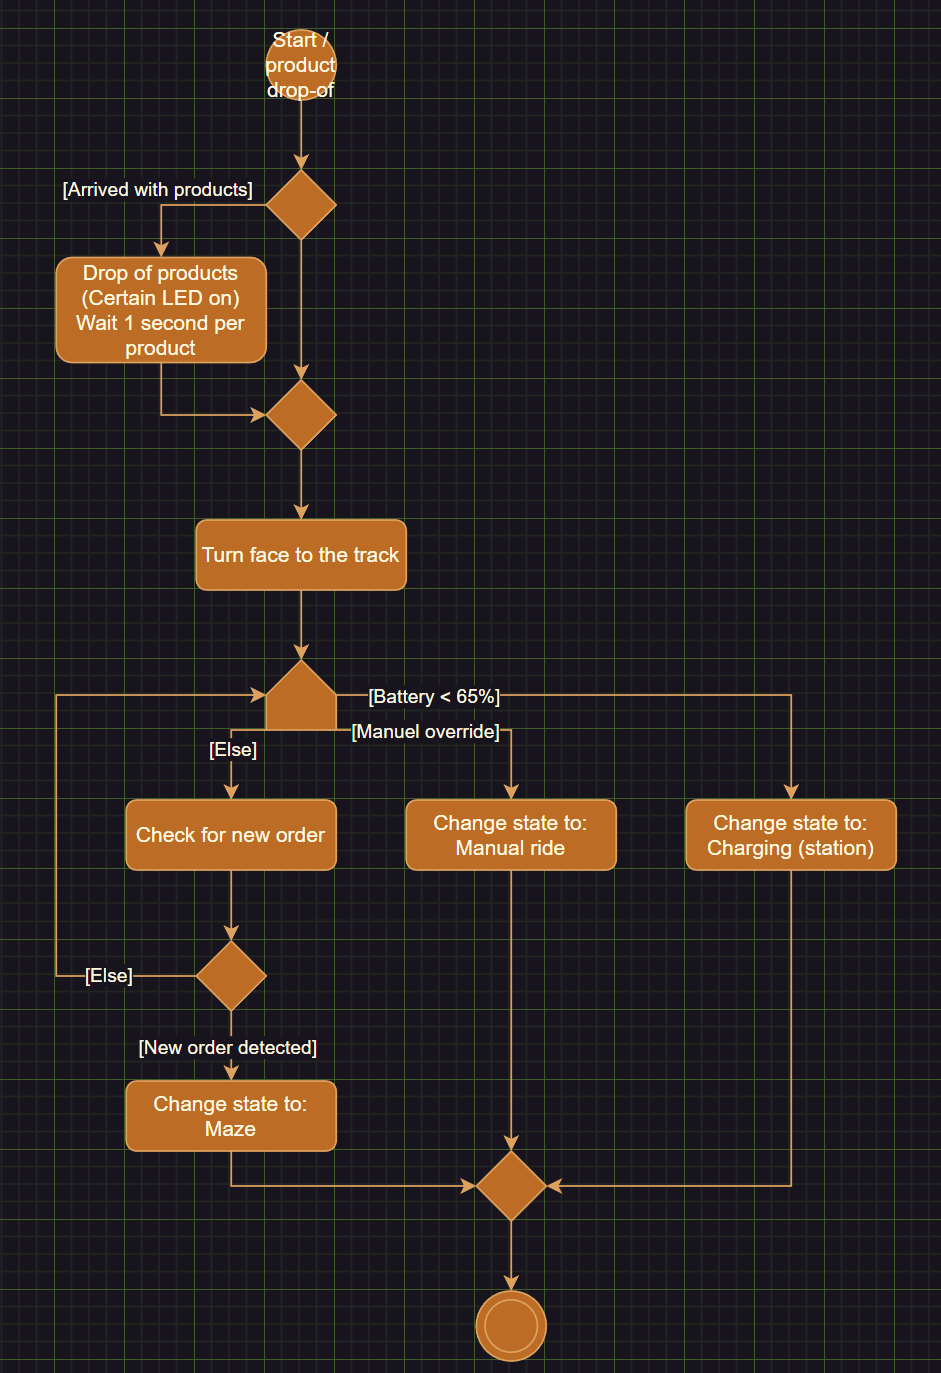 Start /
product
drop-of
[Arrived with products]
Drop of products
(Certain LED on)
Wait 1 second per
product
Turn face to the track
[Battery < 65%]
[Manuel override]
[Else]
Check for new order
Change state to:
Manual ride
Change state to:
Charging (station)
[Else]
[New order detected]
Change state to:
Maze